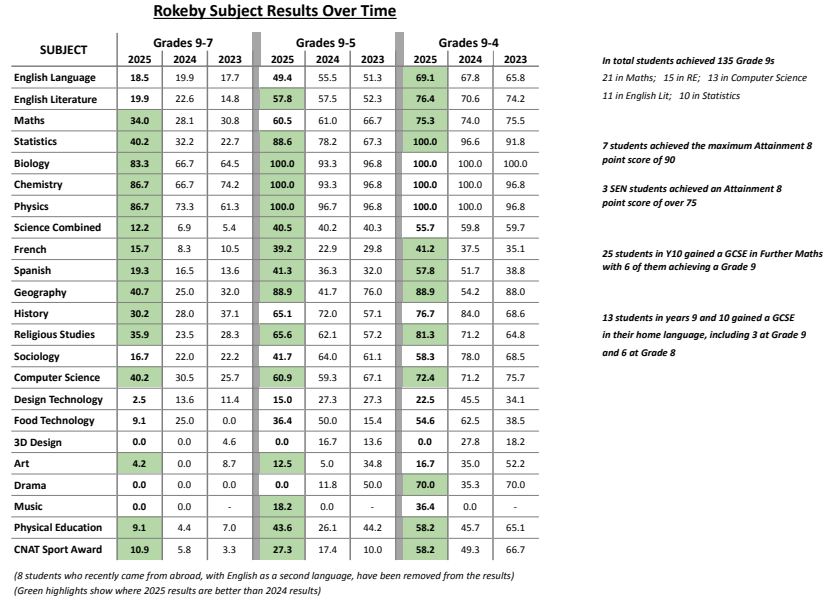 Rokeby Subject Results Over Time
SUBJECT Grades 9-7 Grades 9-5 Grades 9-4
2025 2024 2023 2025 2024 2023 2025 2024 2023
English Language 18.5 19.9 17.7 49.4 55.5 51.3 69.1 67.8 65.8
English Literature 19.9 22.6 14.8 57.8 57.5 52.3 76.4 70.6 74.2
Maths 34.0 28.1 30.8 60.5 61.0 66.7 75.3 74.0 75.5
Statistics 40.2 32.2 22.7 88.6 78.2 67.3 100.0 96.6 91.8
Biology 83.3 66.7 64.5 100.0 93.3 96.8 100.0 100.0 100.0
Chemistry 86.7 66.7 74.2 100.0 93.3 96.8 100.0 100.0 96.8
Physics 86.7 73.3 61.3 100.0 96.7 96.8 100.0 100.0 96.8
Science Combined 12.2 6.9 5.4 40.5 40.2 40.3 55.7 59.8 59.7
French 15.7 8.3 10.5 39.2 22.9 29.8 41.2 37.5 35.1
Spanish 19.3 16.5 13.6 41.3 36.3 32.0 57.8 51.7 38.8
Geography 40.7 25.0 32.0 88.9 41.7 76.0 88.9 54.2 88.0
History 30.2 28.0 37.1 65.1 72.0 57.1 76.7 84.0 68.6
Religious Studies 35.9 23.5 28.3 65.6 62.1 57.2 81.3 71.2 64.8
Sociology 16.7 22.0 22.2 41.7 64.0 61.1 58.3 78.0 68.5
Computer Science 40.2 30.5 25.7 60.9 59.3 67.1 72.4 71.2 75.7
Design Technology 2.5 13.6 11.4 15.0 27.3 27.3 22.5 45.5 34.1
Food Technology 9.1 25.0 0.0 36.4 50.0 15.4 54.6 62.5 38.5
3D Design 0.0 0.0 4.6 0.0 16.7 13.6 0.0 27.8 18.2
Art 4.2 0.0 8.7 12.5 5.0 34.8 16.7 35.0 52.2
Drama 0.0 0.0 0.0 0.0 11.8 50.0 70.0 35.3 70.0
Music 0.0 0.0 - 18.2 0.0 - 36.4 0.0 -
Physical Education 9.1 4.4 7.0 43.6 26.1 44.2 58.2 45.7 65.1
CNAT Sport Award 10.9 5.8 3.3 27.3 17.4 10.0 58.2 49.3 66.7
(8 students who recently came from abroad, with English as a second language, have been removed from the results)
(Green highlights show where 2025 results are better than 2024 results)
In total students achieved 135 Grade 9s
21 in Maths; 15 in RE; 13 in Computer Science
11 in English Lit; 10 in Statistics
7 students achieved the maximum Attainment 8
point score of 90
3 SEN students achieved an Attainment 8
point score of over 75
25 students in Y10 gained a GCSE in Further Maths
with 6 of them achieving a Grade 9
13 students in years 9 and 10 gained a GCSE
in their home language, including 3 at Grade 9
and 6 at Grade 8